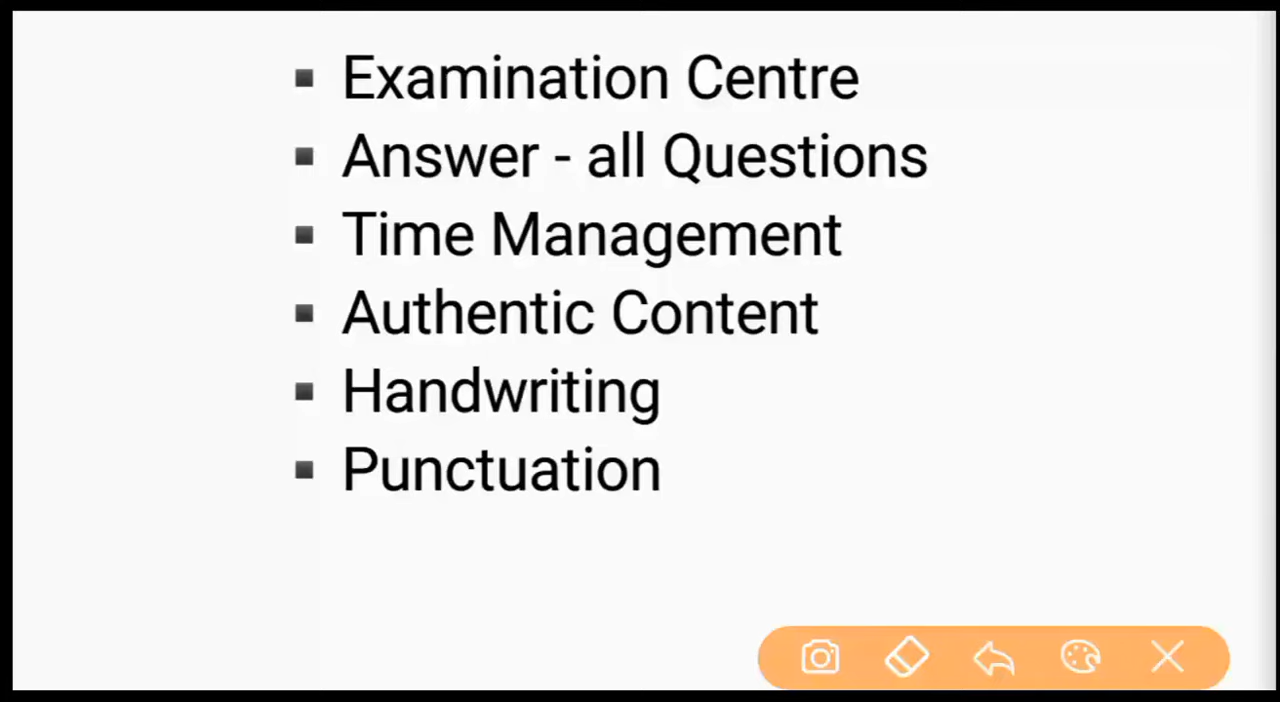 ▪ Examination Centre
▪ Answer - all Questions
▪ Time Management
▪ Authentic Content
▪ Handwriting
▪ Punctuation